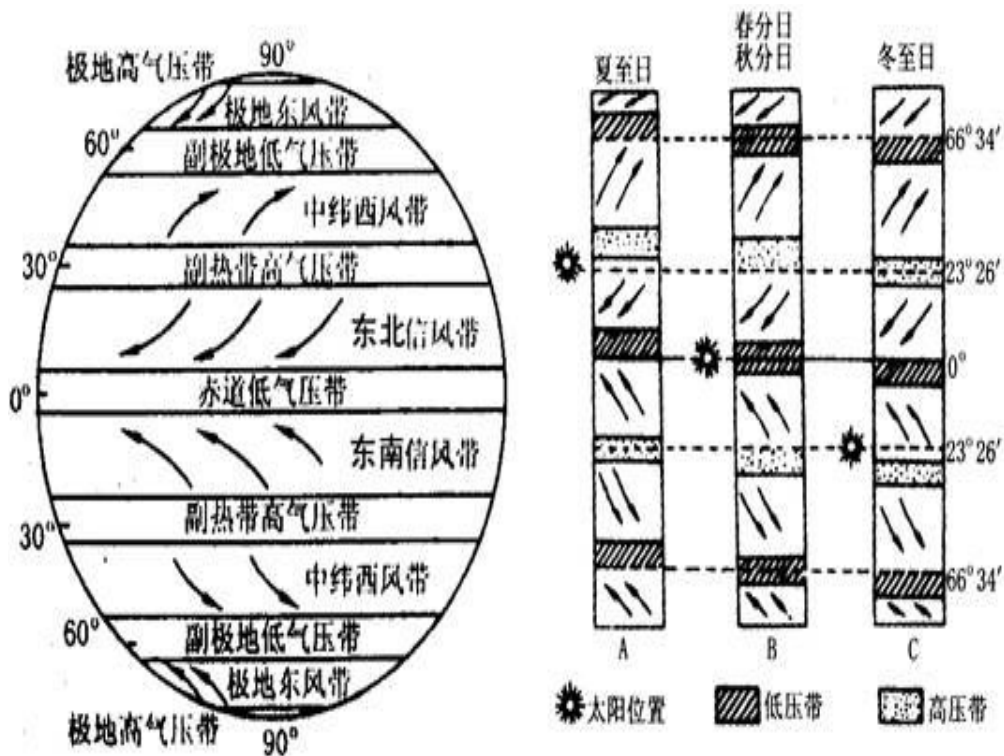 极地高气压带
90°
极地东风带
60°
副极地低气压带
中纬西风带
30°
副热带高气压带
东北信风带
0°
赤道低气压带
东南信风带
副热带高气压带
30°
中纬西风带
60°
副极地低气压带
极地东风带
极地高气压带
90°
夏至日
春分日
秋分日
冬至日
66°34′
23°26′
0°
23°26′
66°34′
A
B
C
太阳位置
低压带
高压带